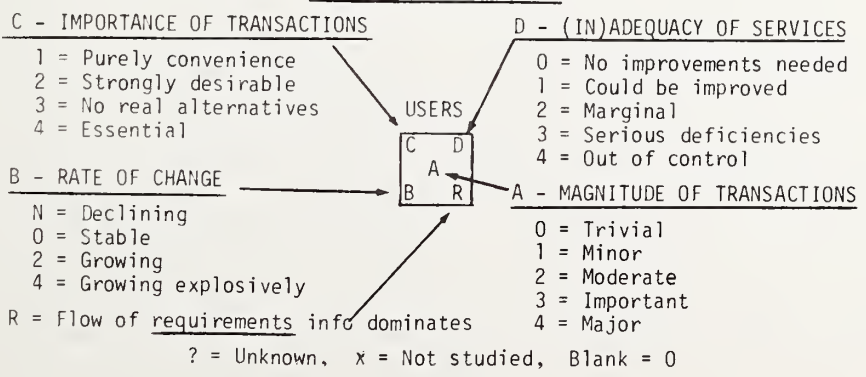 C - IMPORTANCE OF TRANSACTIONS
1 = Purely convenience
2 = Strongly desirable
3 = No real alternatives
4 = Essential
D - (IN)ADEQUACY OF SERVICES
0 = No improvements needed
1 = Could be improved
2 = Marginal
3 = Serious deficiencies
4 = Out of control
USERS
C D
A
B R
B - RATE OF CHANGE
N = Declining
0 = Stable
2 = Growing
4 = Growing explosively
A - MAGNITUDE OF TRANSACTIONS
0 = Trivial
1 = Minor
2 = Moderate
3 = Important
4 = Major
R = Flow of requirements info dominates
? = Unknown, x = Not studied, Blank = 0